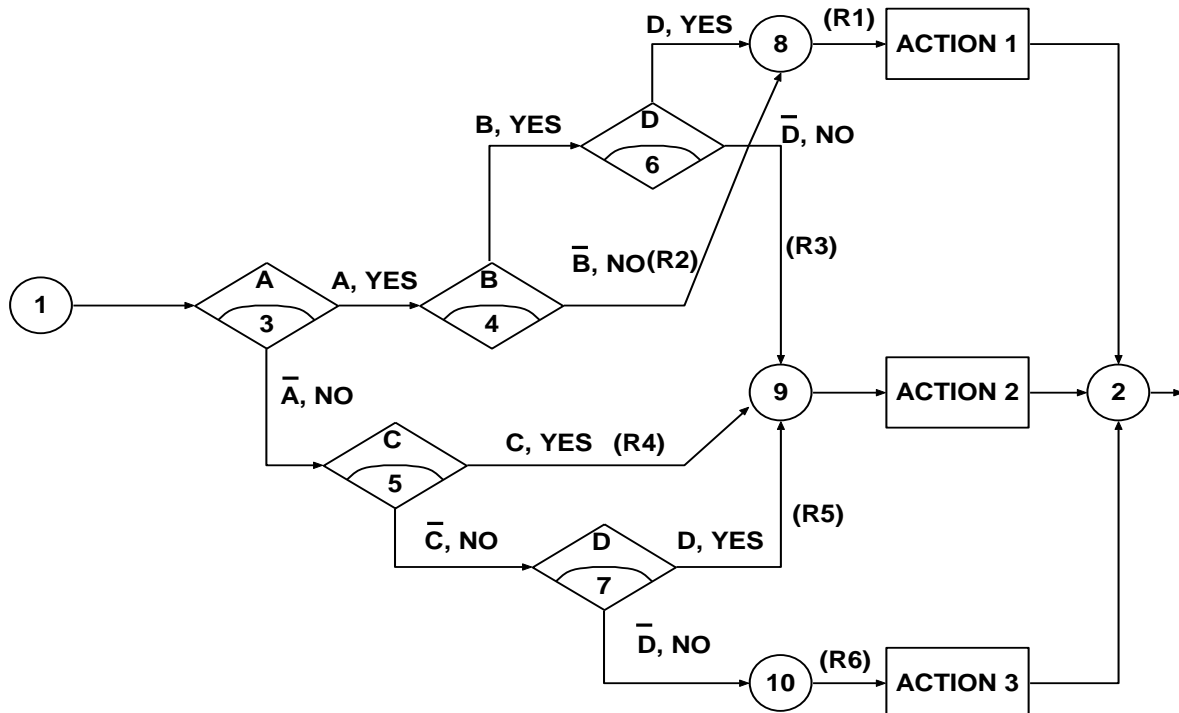 D, YES
8
(R1)
ACTION 1
B, YES
D
6
D̅, NO
A, YES
B̅, NO(R2)
(R3)
1
A
3
B
4
A̅, NO
9
ACTION 2
2
C
5
C, YES (R4)
C̅, NO
D
7
D, YES
(R5)
D̅, NO
10
(R6)
ACTION 3